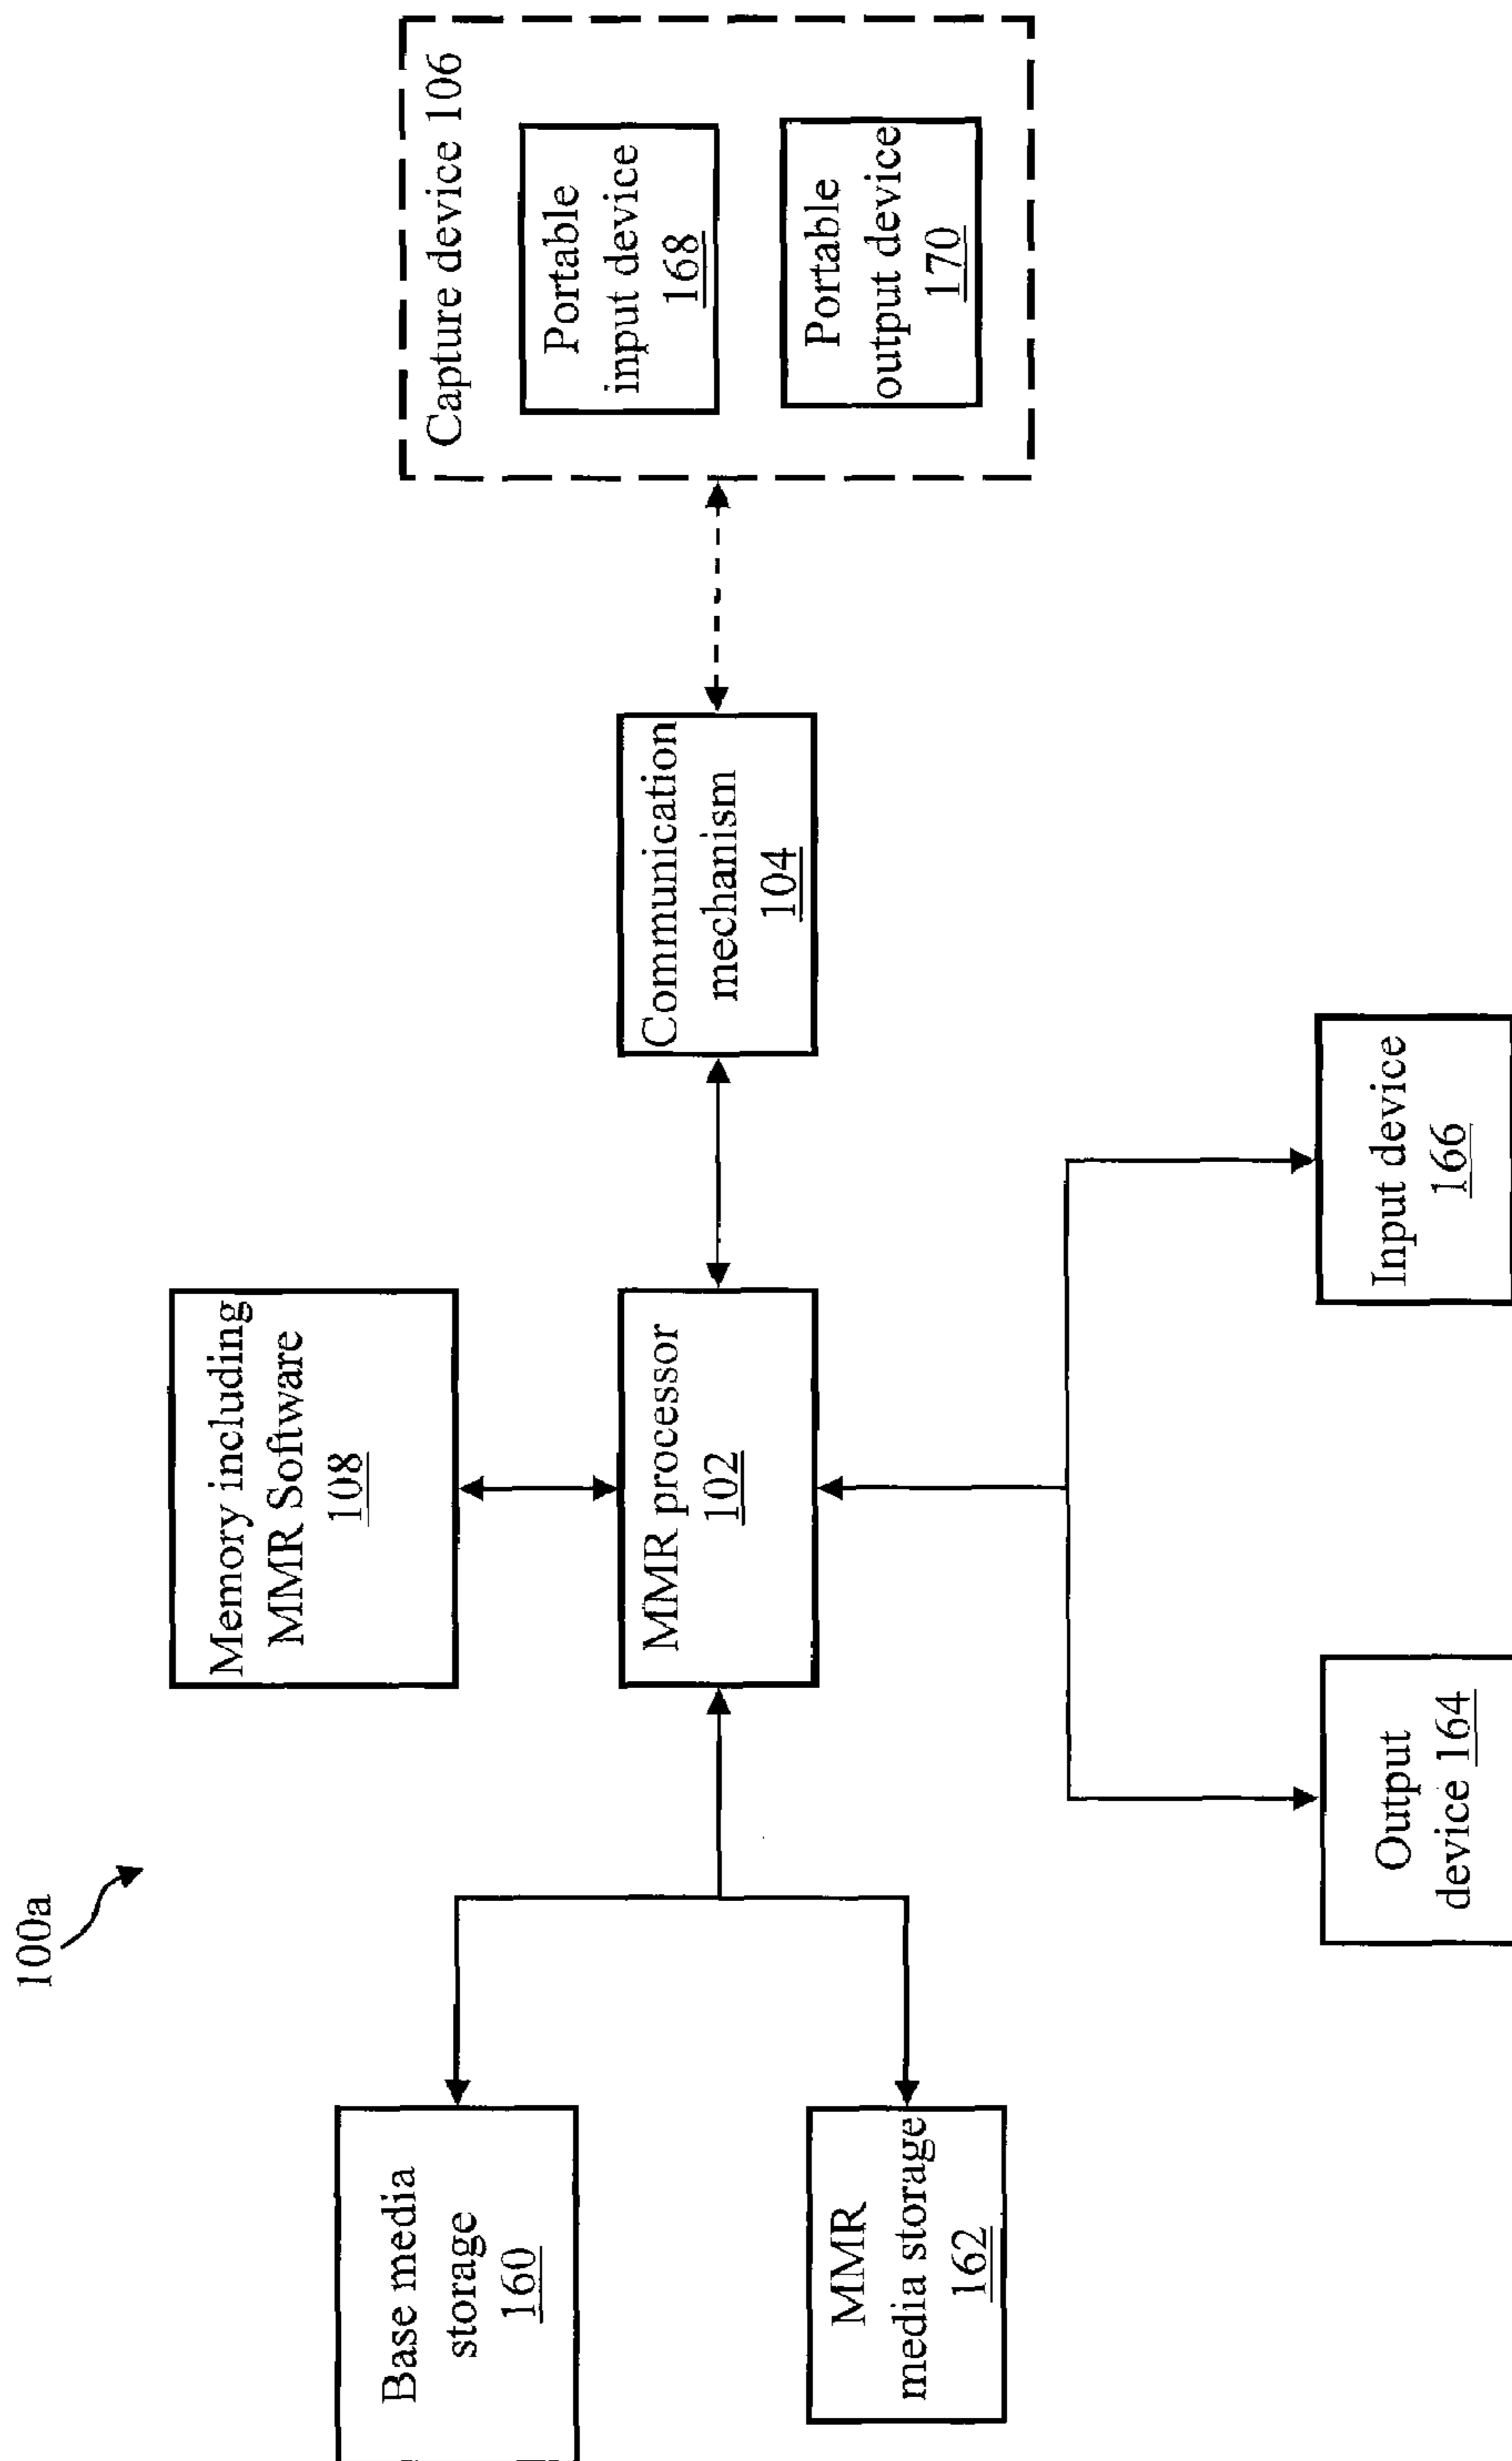 100a
Base media
storage
160
MMR
media storage
162
Memory including
MMR Software
108
MMR processor
102
Output
device 164
Input device
166
Communication
mechanism
104
Capture device 106
Portable
input device
168
Portable
output device
170